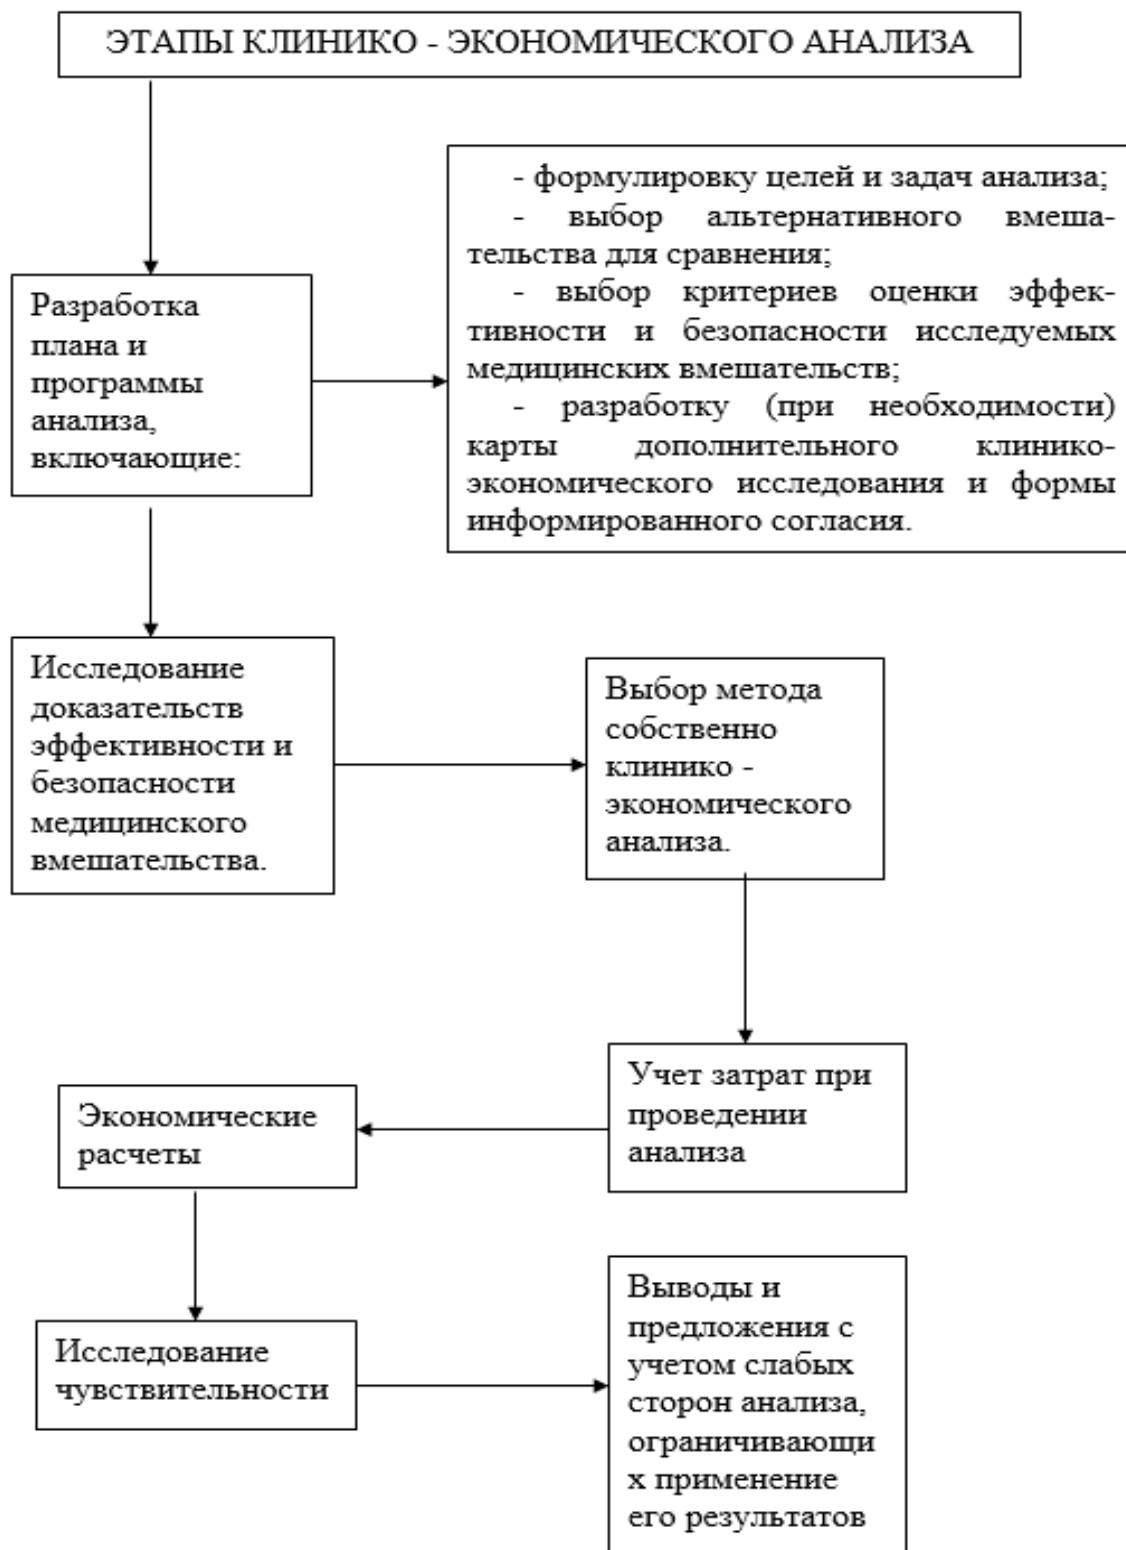 ЭТАПЫ КЛИНИКО - ЭКОНОМИЧЕСКОГО АНАЛИЗА
Разработка
плана и
программы
анализа,
включающие:
- формулировку целей и задач анализа;
- выбор альтернативного вмеша-
тельства для сравнения;
- выбор критериев оценки эффек-
тивности и безопасности исследуемых
медицинских вмешательств;
- разработку (при необходимости)
карты дополнительного клинико-
экономического исследования и формы
информированного согласия.
Исследование
доказательств
эффективности и
безопасности
медицинского
вмешательства.
Выбор метода
собственно
клинико -
экономического
анализа.
Учет затрат при
проведении
анализа
Экономические
расчеты
Исследование
чувствительности
Выводы и
предложения с
учетом слабых
сторон анализа,
ограничивающи
х применение
его результатов